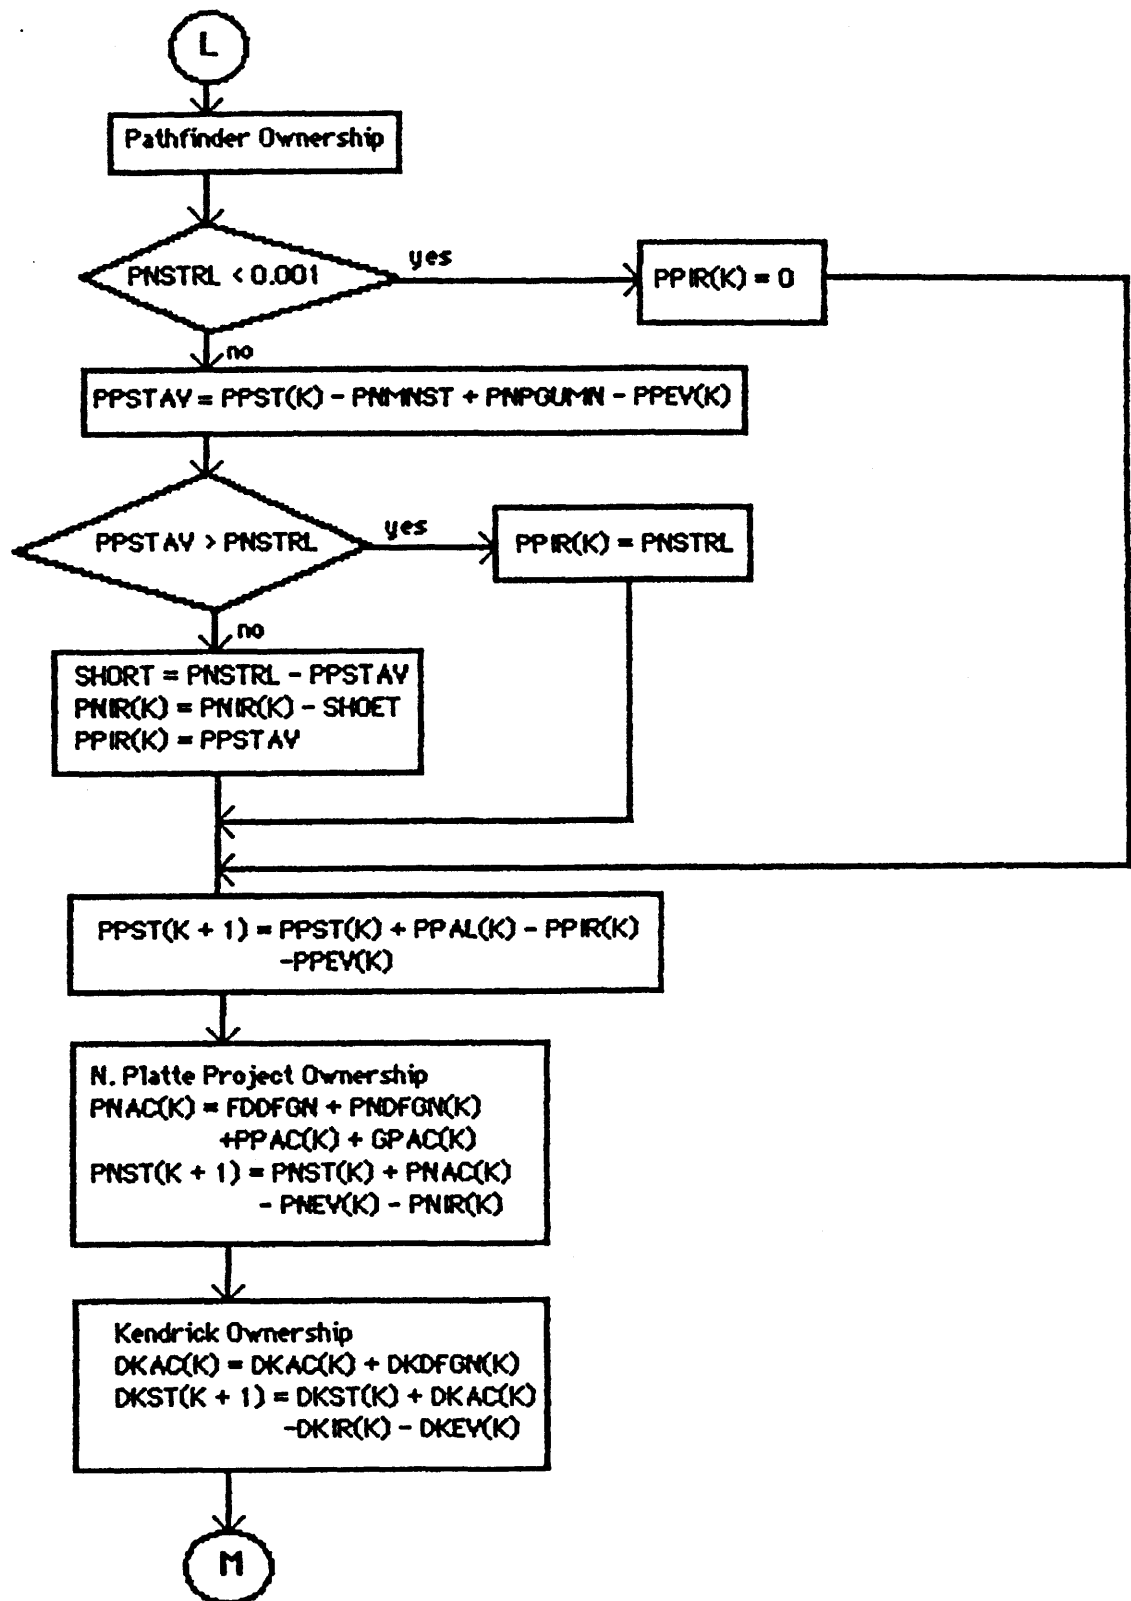 L
Pathfinder Ownership
PNSTRL < 0.001
yes
PPIR(K) = 0
no
PPSTAV = PPST(K) - PNMNST + PNPGUMN - PPEV(K)
PPSTAV > PNSTRL
yes
PPIR(K) = PNSTRL
no
SHORT = PNSTRL - PPSTAV
PNIR(K) = PNIR(K) - SHOET
PPIR(K) = PPSTAV
PPST(K + 1) = PPST(K) + PPAL(K) - PPIR(K)
-PPEV(K)
N. Platte Project Ownership
PNAC(K) = FDDFGN + PNDFGN(K)
+PPAC(K) + GPAC(K)
PNST(K + 1) = PNST(K) + PNAC(K)
- PNEV(K) - PNIR(K)
Kendrick Ownership
DKAC(K) = DKAC(K) + DKDFGN(K)
DKST(K + 1) = DKST(K) + DKAC(K)
-DKIR(K) - DKEV(K)
M